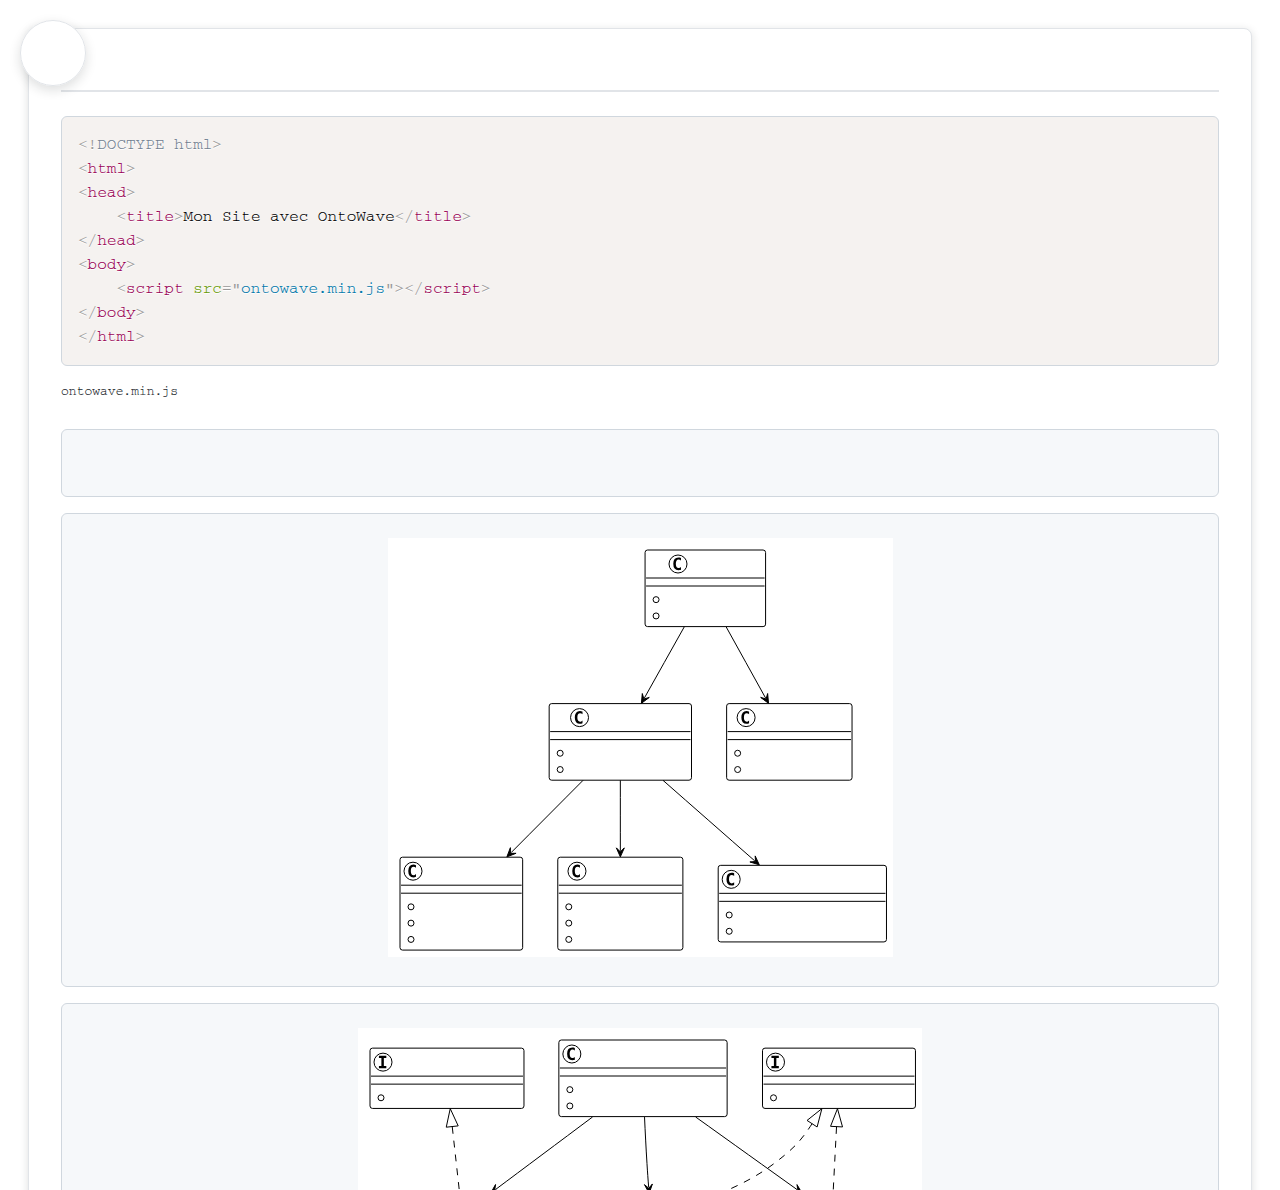 <!DOCTYPE html>
<html>
<head>
    <title>Mon Site avec OntoWave</title>
</head>
<body>
    <script src="ontowave.min.js"></script>
</body>
</html>
ontowave.min.js
C
C
C
C
C
C
I
C
I